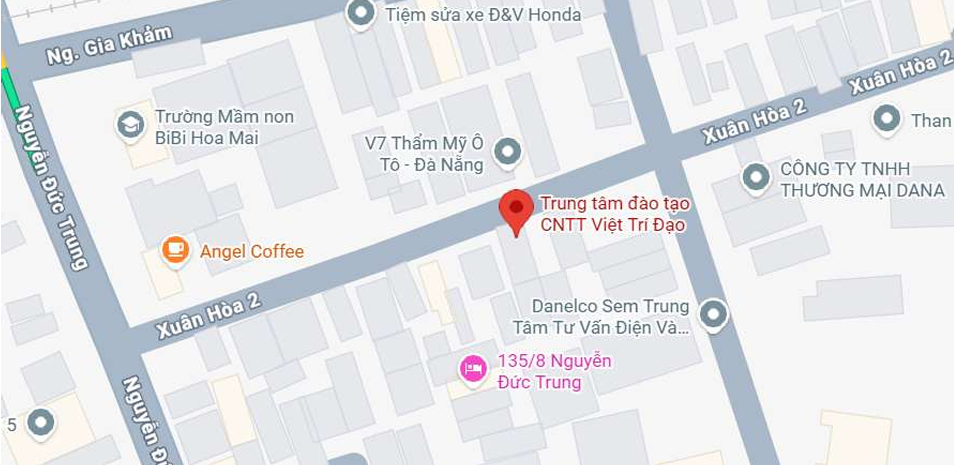 Tiệm sửa xe Đ&V Honda
Ng. Gia Khảm
Xuân Hòa 2
Nguyễn Đức Trung
Trường Mầm non
BiBi Hoa Mai
Xuân Hòa 2
Than
V7 Thẩm Mỹ Ô
Tô - Đà Nẵng
CÔNG TY TNHH
THƯƠNG MẠI DANA
Trung tâm đào tạo
CNTT Việt Trí Đạo
Angel Coffee
Xuân Hòa 2
Danelco Sem Trung
Tâm Tư Vấn Điện Và...
135/8 Nguyễn
Đức Trung
Nguyễn Đứ
5